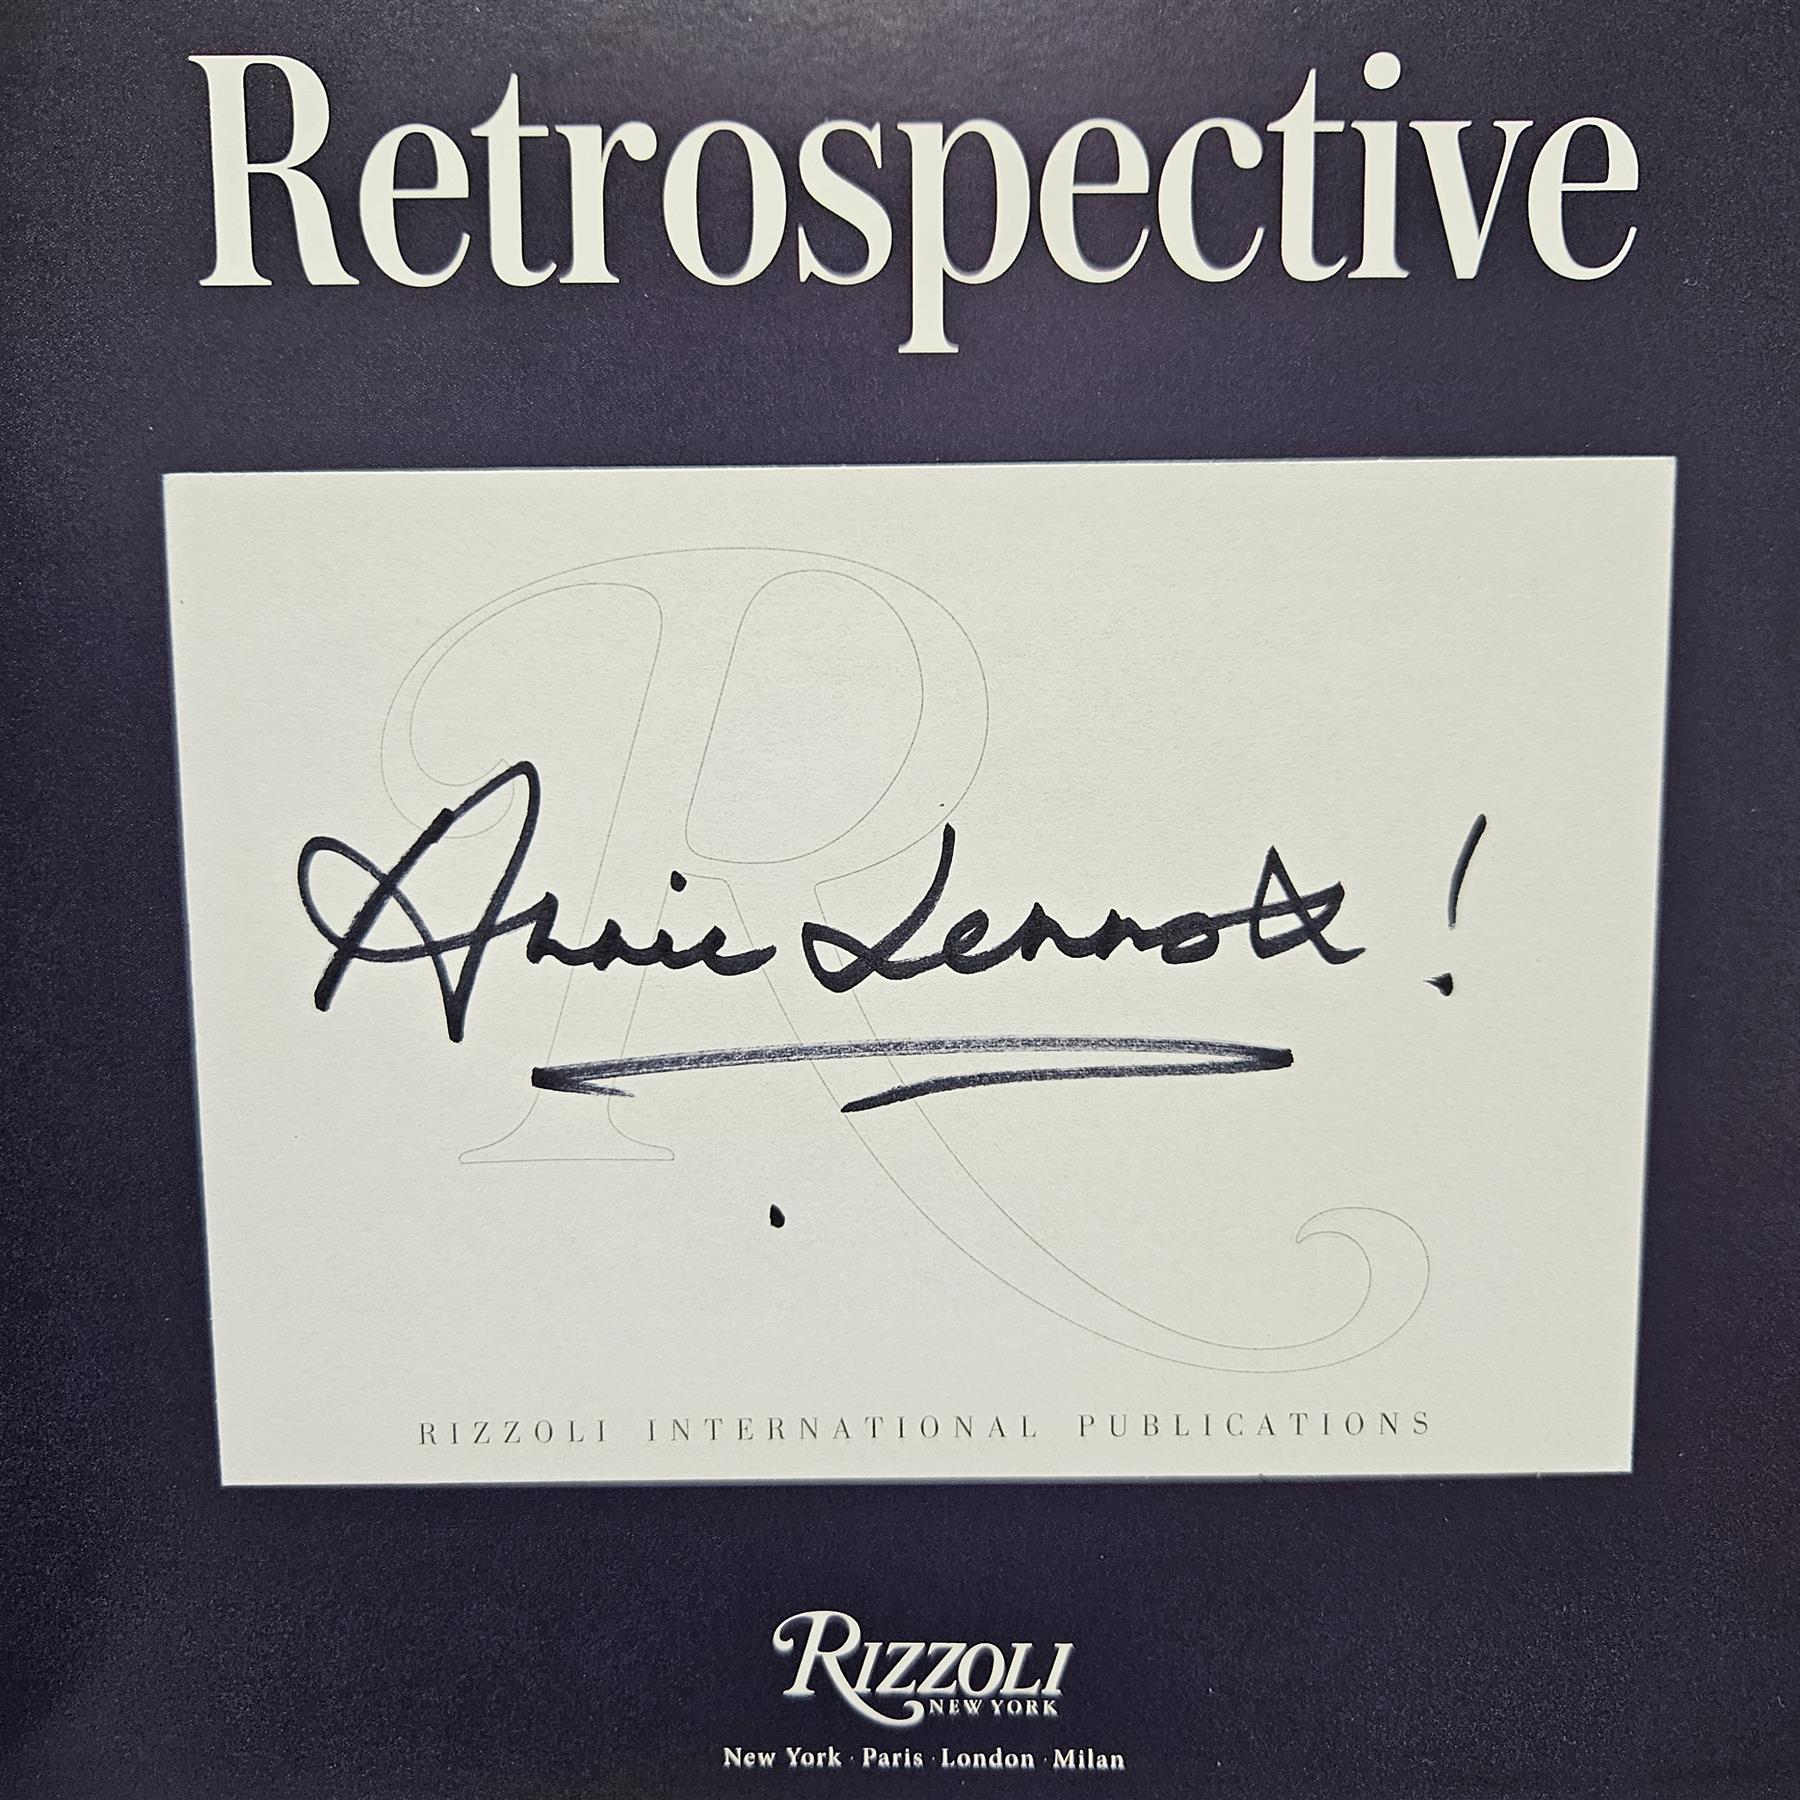 Retrospective
Annie Lennox!
RIZZOLI INTERNATIONAL PUBLICATIONS
RIZZOLI
NEW YORK
New York · Paris · London · Milan